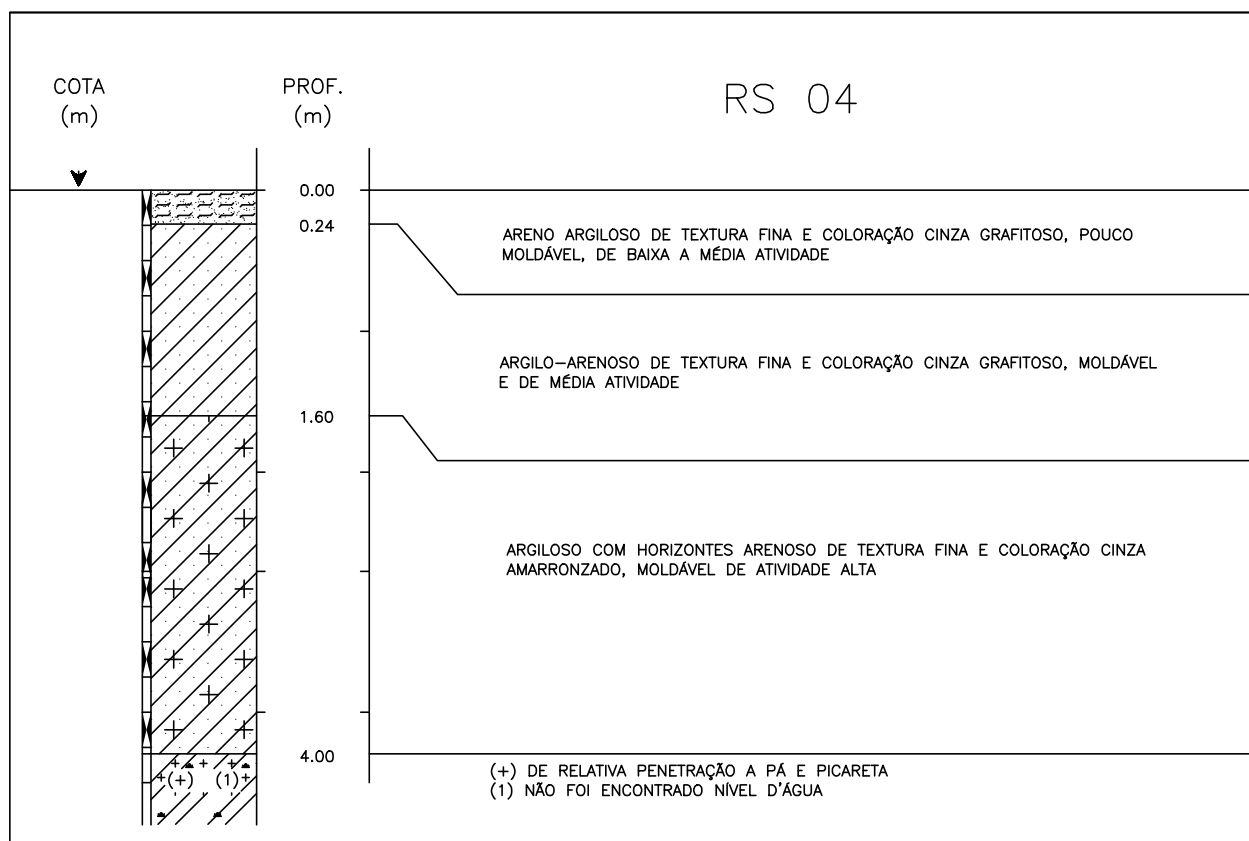 COTA
(m)
PROF.
(m)
RS 04
0.00
0.24
ARENO ARGILOSO DE TEXTURA FINA E COLORAÇÃO CINZA GRAFITOSO, POUCO
MOLDÁVEL, DE BAIXA A MÉDIA ATIVIDADE
ARGILO-ARENOSO DE TEXTURA FINA E COLORAÇÃO CINZA GRAFITOSO, MOLDÁVEL
E DE MÉDIA ATIVIDADE
1.60
ARGILOSO COM HORIZONTES ARENOSO DE TEXTURA FINA E COLORAÇÃO CINZA
AMARRONZADO, MOLDÁVEL DE ATIVIDADE ALTA
4.00
(+) (1)
(+) DE RELATIVA PENETRAÇÃO A PÁ E PICARETA
(1) NÃO FOI ENCONTRADO NÍVEL D'ÁGUA